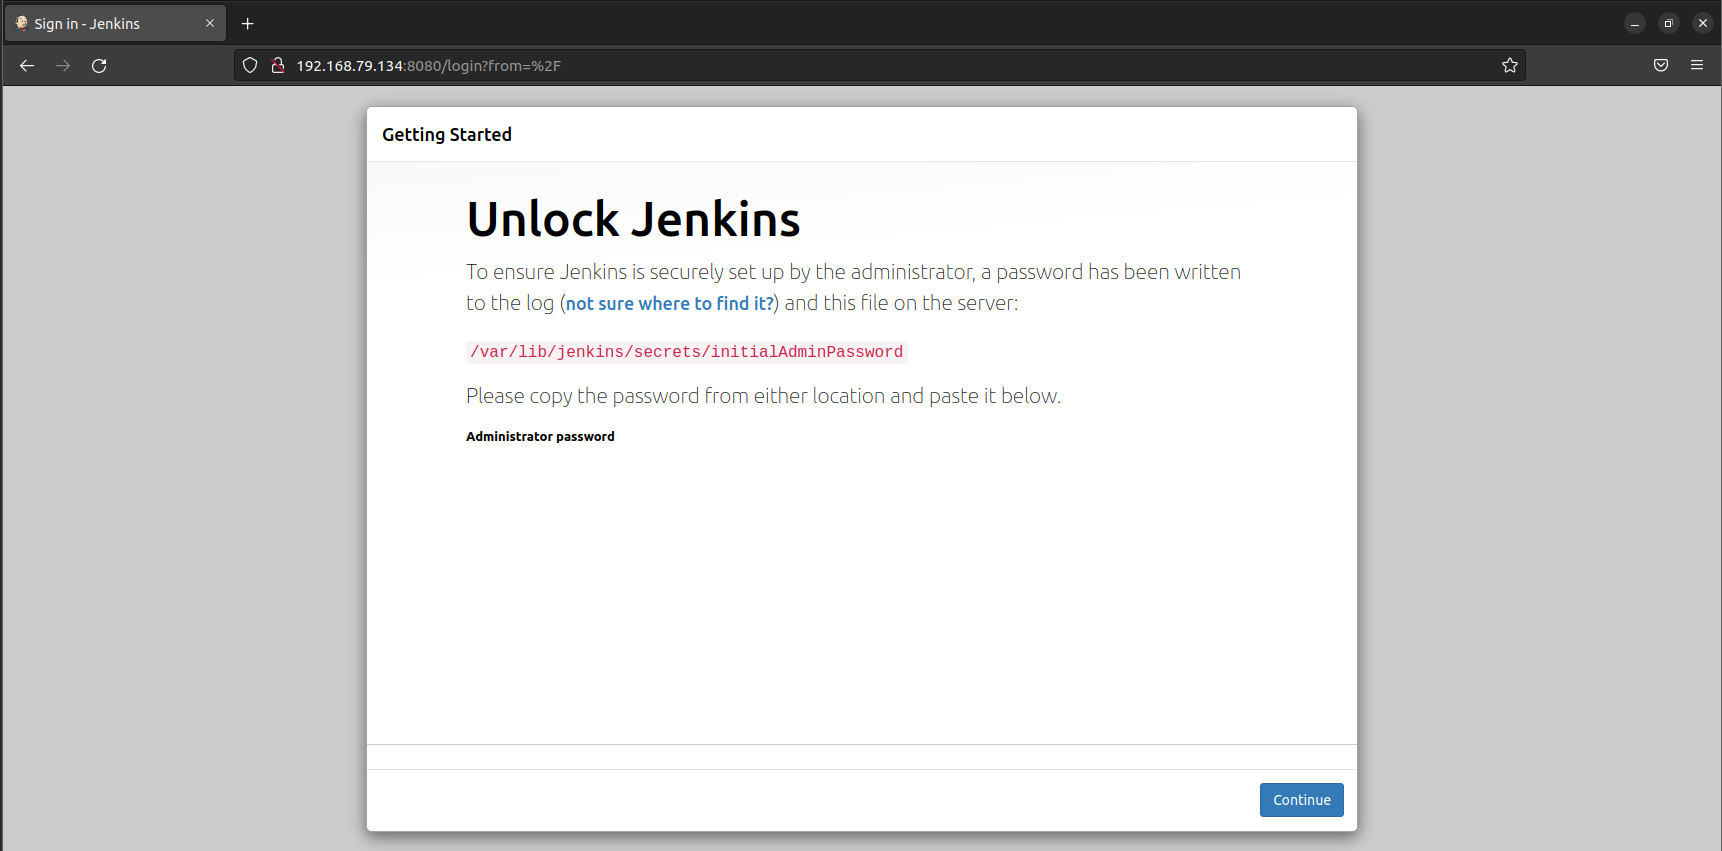 Sign in - Jenkins
192.168.79.134:8080/login?from=%2F
Getting Started
Unlock Jenkins
To ensure Jenkins is securely set up by the administrator, a password has been written
to the log (not sure where to find it?) and this file on the server:
/var/lib/jenkins/secrets/initialAdminPassword
Please copy the password from either location and paste it below.
Administrator password
Continue